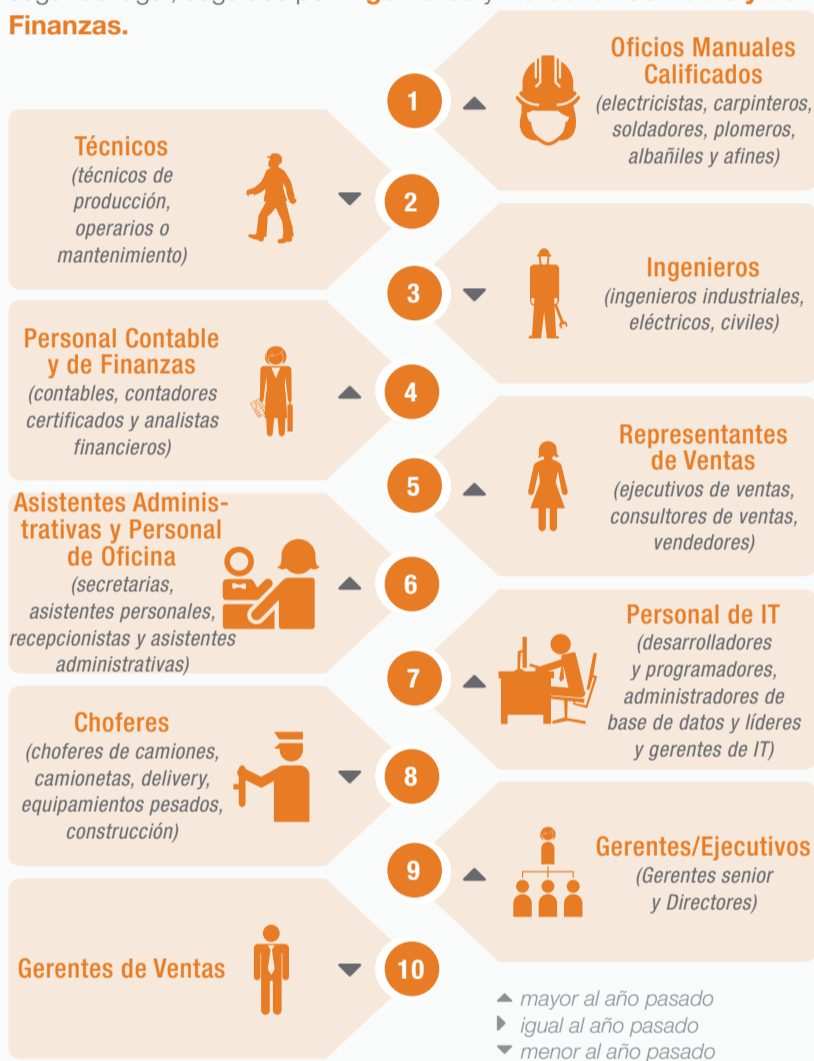 Finanzas.
1
Oficios Manuales
Calificados
(electricistas, carpinteros,
soldadores, plomeros,
albañiles y afines)
Técnicos
(técnicos de
producción,
operarios o
mantenimiento)
2
3
Ingenieros
(ingenieros industriales,
eléctricos, civiles)
Personal Contable
y de Finanzas
(contables, contadores
certificados y analistas
financieros)
4
5
Representantes
de Ventas
(ejecutivos de ventas,
consultores de ventas,
vendedores)
Asistentes Adminis-
trativas y Personal
de Oficina
(secretarias,
asistentes personales,
recepcionistas y asistentes
administrativas)
6
7
Personal de IT
(desarrolladores
y programadores,
administradores de
base de datos y líderes
y gerentes de IT)
Choferes
(choferes de camiones,
camionetas, delivery,
equipamientos pesados,
construcción)
8
9
Gerentes/Ejecutivos
(Gerentes senior
y Directores)
Gerentes de Ventas
10
mayor al año pasado
igual al año pasado
menor al año pasado